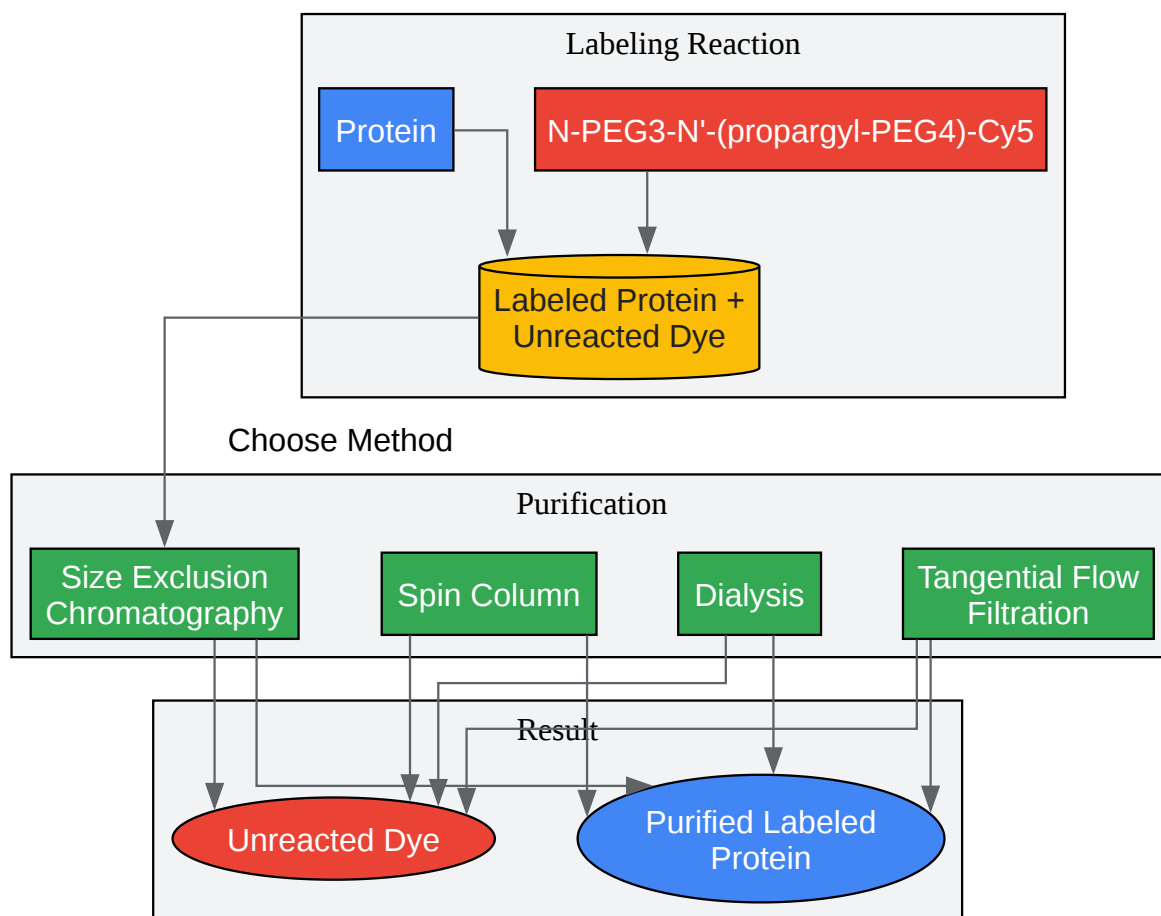 Labeling Reaction
Protein
N-PEG3-N'-(propargyl-PEG4)-Cy5
Labeled Protein +
Unreacted Dye
Choose Method
Purification
Size Exclusion
Chromatography
Spin Column
Dialysis
Tangential Flow
Filtration
Result
Unreacted Dye
Purified Labeled
Protein